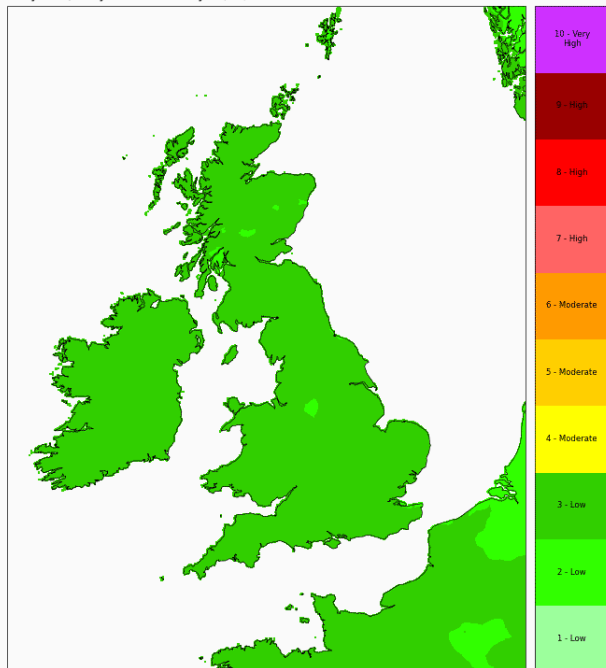 10 - Very
High
9 - High
8 - High
7 - High
6 - Moderate
5 - Moderate
4 - Moderate
3 - Low
2 - Low
1 - Low